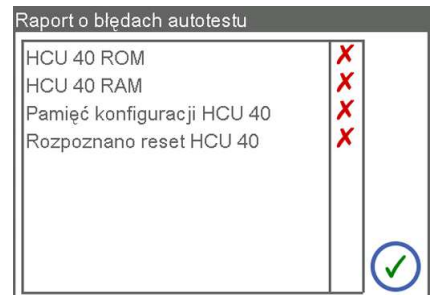 Raport o błędach autotestu
HCU 40 ROM
HCU 40 RAM
Pamięć konfiguracji HCU 40
Rozpoznano reset HCU 40